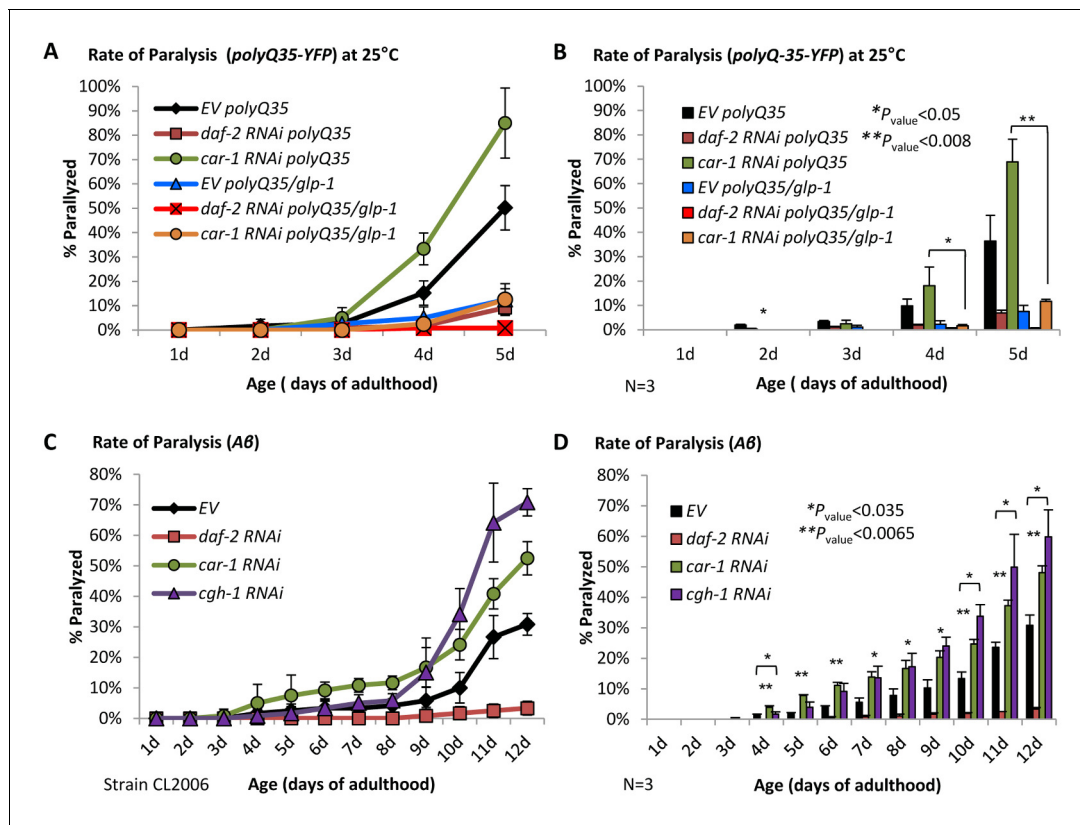 A Rate of Paralysis (polyQ35-YFP) at 25°C
100%
90%
80%
70%
60%
50%
40%
30%
20%
10%
0%
% Parallyzed
EV polyQ35
daf-2 RNAi polyQ35
car-1 RNAi polyQ35
EV polyQ35/glp-1
daf-2 RNAi polyQ35/glp-1
car-1 RNAi polyQ35/glp-1
1d 2d 3d 4d 5d
Age ( days of adulthood)
B Rate of Paralysis (polyQ-35-YFP) at 25°C
100%
90%
80%
70%
60%
50%
40%
30%
20%
10%
0%
% Parallyzed
EV polyQ35
daf-2 RNAi polyQ35
car-1 RNAi polyQ35
EV polyQ35/glp-1
daf-2 RNAi polyQ35/glp-1
car-1 RNAi polyQ35/glp-1
*Pvalue<0.05
**Pvalue<0.008
*
*
**
1d 2d 3d 4d 5d
N=3 Age ( days of adulthood)
C Rate of Paralysis (Aβ)
80%
70%
60%
50%
40%
30%
20%
10%
0%
% Paralyzed
EV
daf-2 RNAi
car-1 RNAi
cgh-1 RNAi
1d 2d 3d 4d 5d 6d 7d 8d 9d 10d 11d 12d
Strain CL2006 Age (days of adulthood)
D Rate of Paralysis (Aβ)
80%
70%
60%
50%
40%
30%
20%
10%
0%
% Paralyzed
EV
daf-2 RNAi
car-1 RNAi
cgh-1 RNAi
*Pvalue<0.035
**Pvalue<0.0065
* ** * ** * * * * ** * ** * **
1d 2d 3d 4d 5d 6d 7d 8d 9d 10d 11d 12d
N=3 Age (days of adulthood)